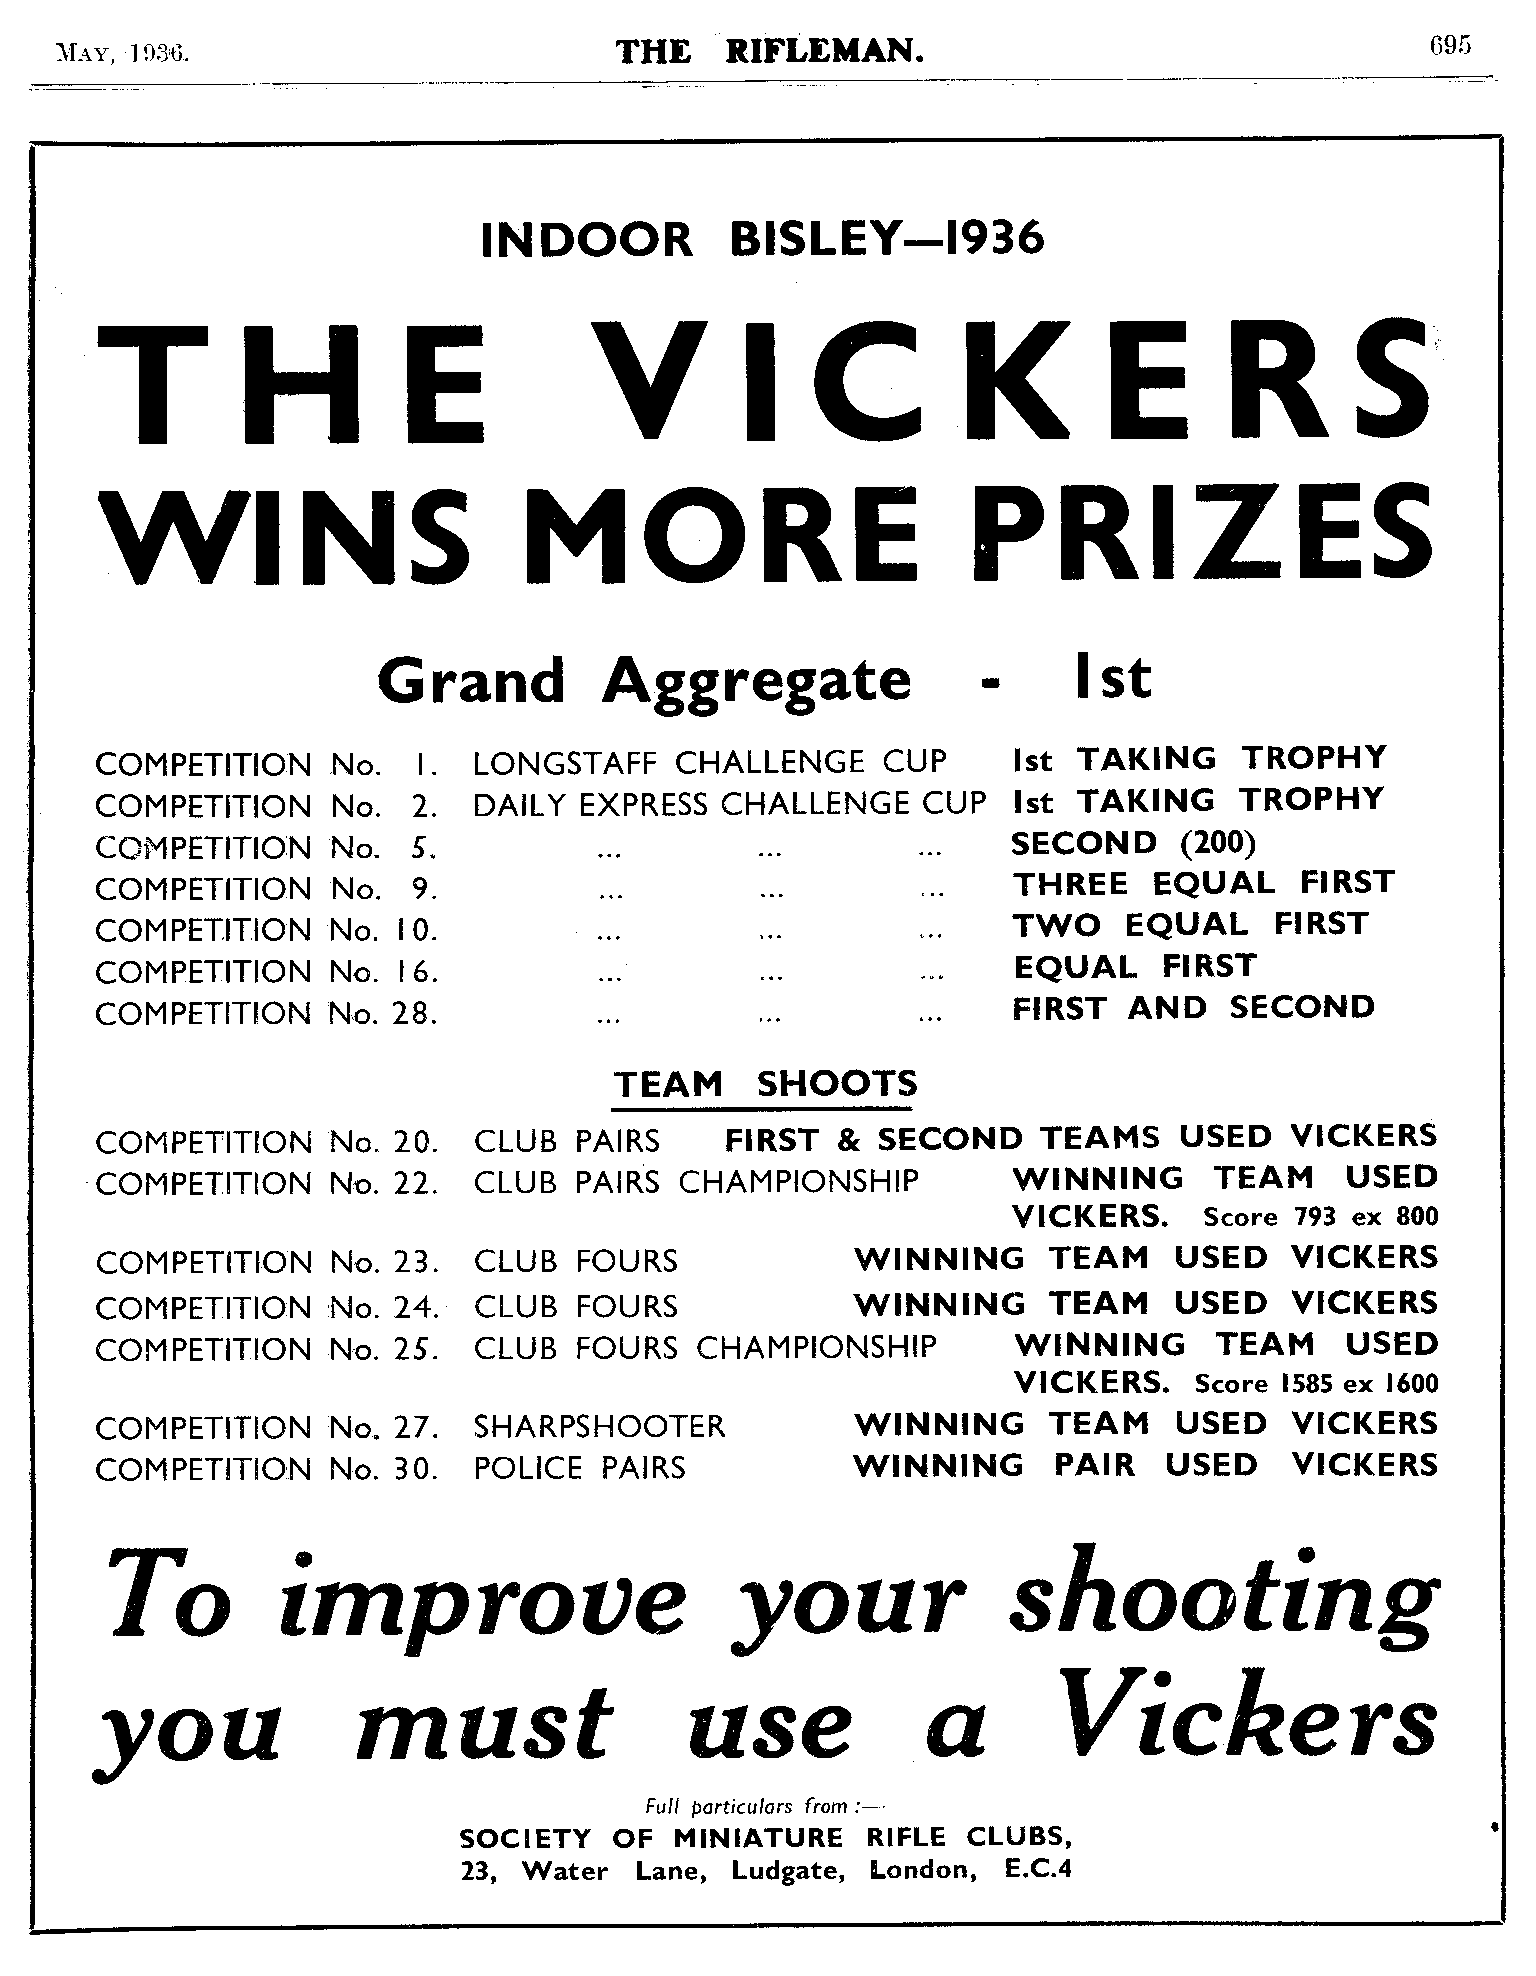 MAY, 1936. THE RIFLEMAN. 695
INDOOR BISLEY—1936
THE VICKERS
WINS MORE PRIZES
Grand Aggregate - 1st
COMPETITION No. 1. LONGSTAFF CHALLENGE CUP 1st TAKING TROPHY
COMPETITION No. 2. DAILY EXPRESS CHALLENGE CUP 1st TAKING TROPHY
COMPETITION No. 5. ... ... ... SECOND (200)
COMPETITION No. 9. ... ... ... THREE EQUAL FIRST
COMPETITION No. 10. ... ... ... TWO EQUAL FIRST
COMPETITION No. 16. ... ... ... EQUAL FIRST
COMPETITION No. 28. ... ... ... FIRST AND SECOND
TEAM SHOOTS
COMPETITION No. 20. CLUB PAIRS FIRST & SECOND TEAMS USED VICKERS
COMPETITION No. 22. CLUB PAIRS CHAMPIONSHIP WINNING TEAM USED
VICKERS. Score 793 ex 800
COMPETITION No. 23. CLUB FOURS WINNING TEAM USED VICKERS
COMPETITION No. 24. CLUB FOURS WINNING TEAM USED VICKERS
COMPETITION No. 25. CLUB FOURS CHAMPIONSHIP WINNING TEAM USED
VICKERS. Score 1585 ex 1600
COMPETITION No. 27. SHARPSHOOTER WINNING TEAM USED VICKERS
COMPETITION No. 30. POLICE PAIRS WINNING PAIR USED VICKERS
To improve your shooting
you must use a Vickers
Full particulars from :—
SOCIETY OF MINIATURE RIFLE CLUBS,
23, Water Lane, Ludgate, London, E.C.4